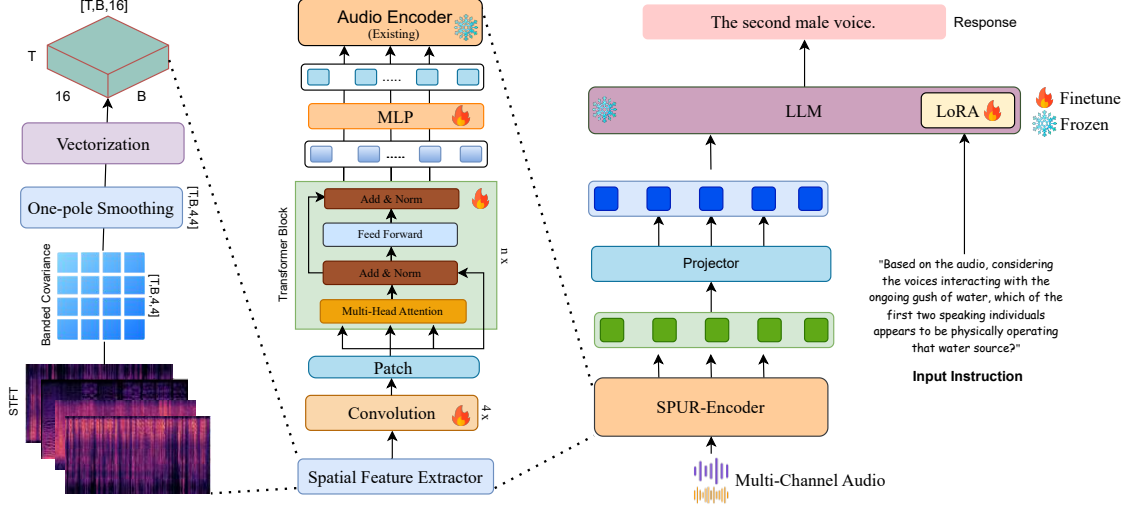 [T,B,16]
T
16
B
Vectorization
One-pole Smoothing
[T,B,4,4]
Banded Covariance
[T,B,4,4]
STFT
Audio Encoder
(Existing)
.....
MLP
.....
Transformer Block
Add & Norm
Feed Forward
Add & Norm
Multi-Head Attention
n x
Patch
Convolution
4 x
Spatial Feature Extractor
The second male voice.
Response
LLM
LoRA
Finetune
Frozen
Projector
SPUR-Encoder
Multi-Channel Audio
"Based on the audio, considering
the voices interacting with the
ongoing gush of water, which of the
first two speaking individuals
appears to be physically operating
that water source?"
Input Instruction